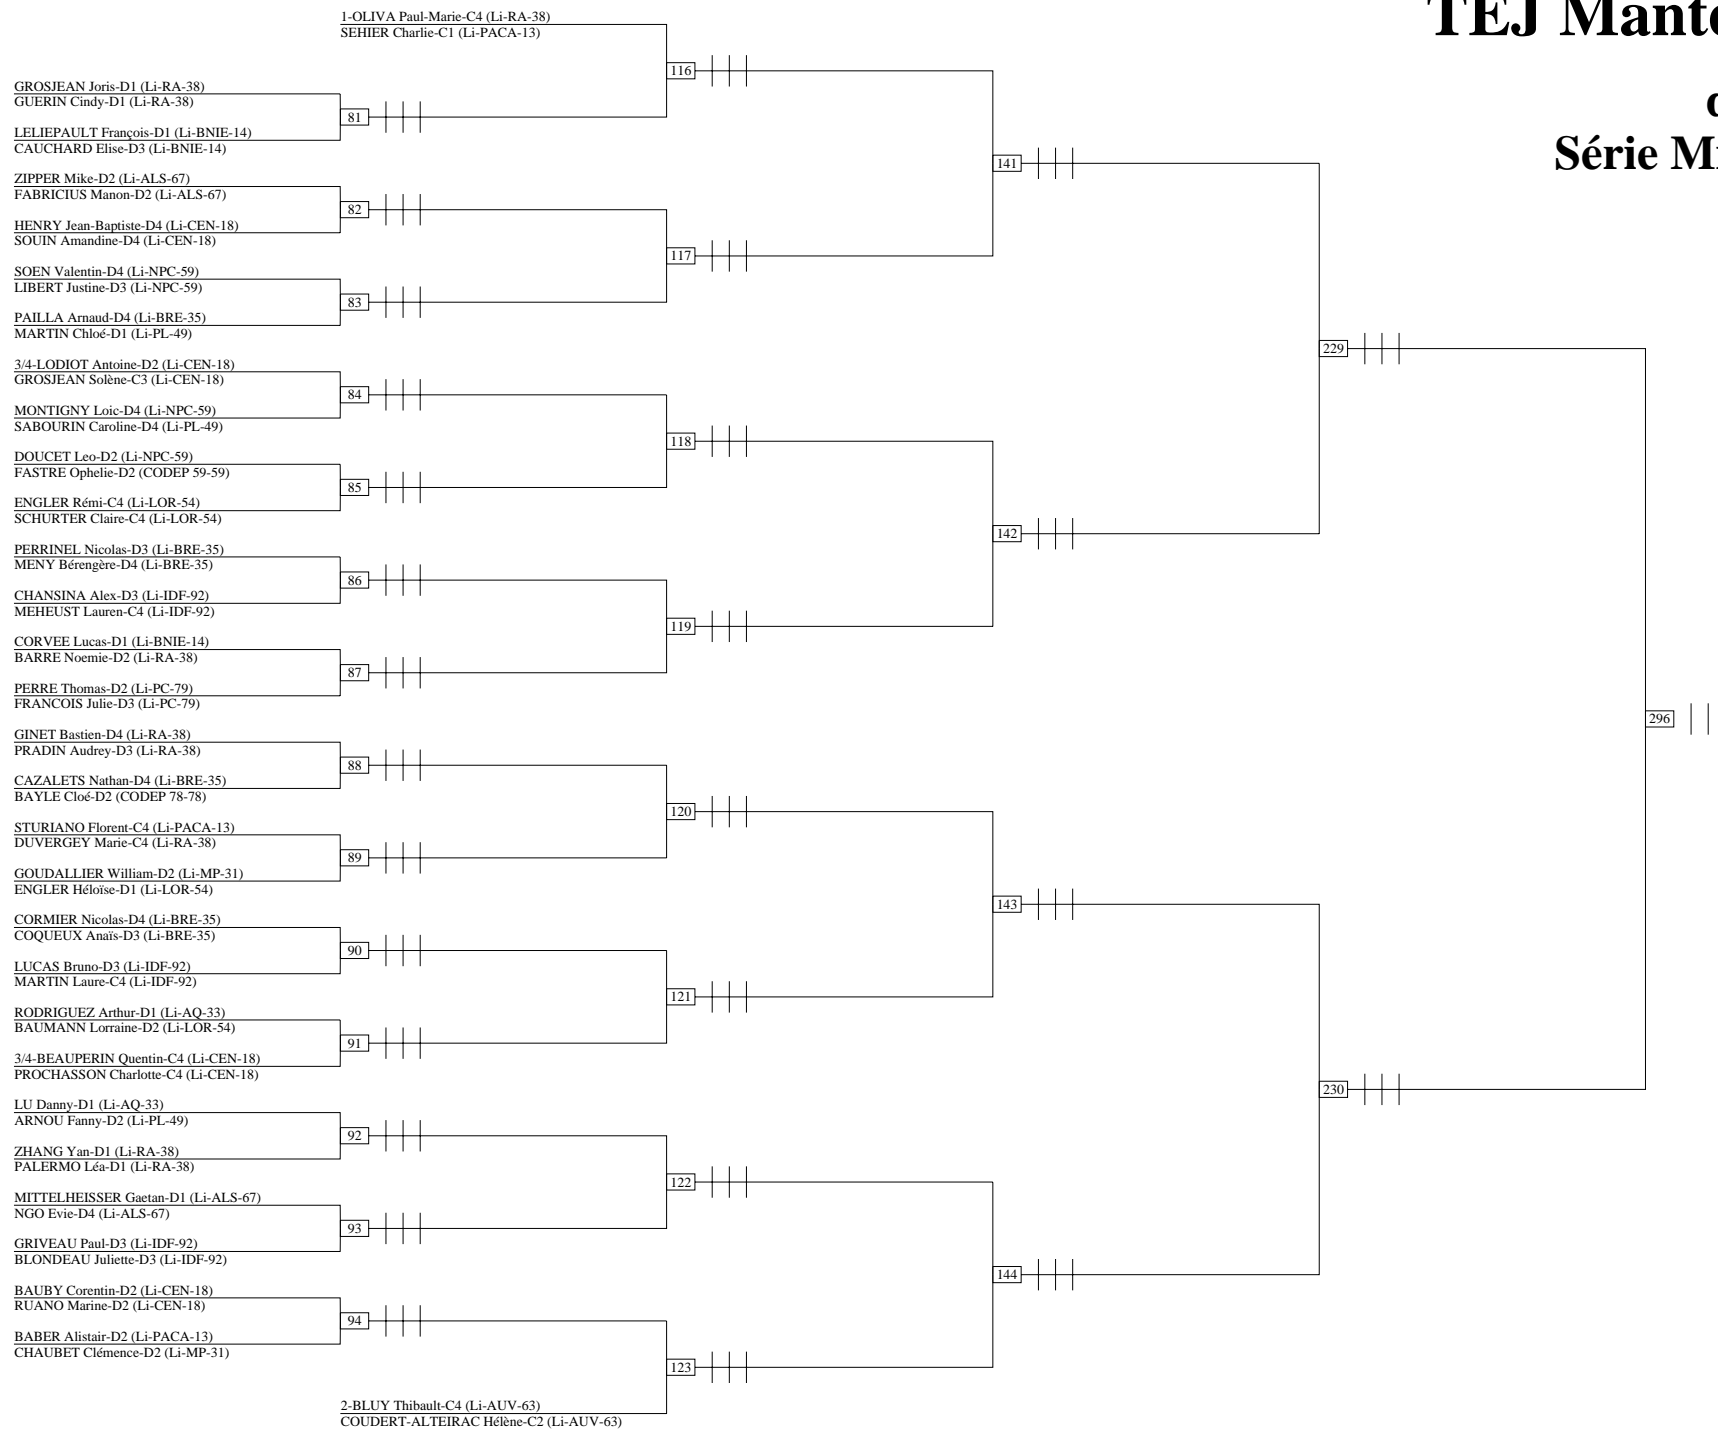 TEJ Mant
Série M
1-OLIVA Paul-Marie-C4 (Li-RA-38)
SEHIER Charlie-C1 (Li-PACA-13)
116
GROSJEAN Joris-D1 (Li-RA-38)
GUERIN Cindy-D1 (Li-RA-38)
81
LELIEPAULT François-D1 (Li-BNIE-14)
CAUCHARD Elise-D3 (Li-BNIE-14)
141
ZIPPER Mike-D2 (Li-ALS-67)
FABRICIUS Manon-D2 (Li-ALS-67)
82
HENRY Jean-Baptiste-D4 (Li-CEN-18)
SOUIN Amandine-D4 (Li-CEN-18)
117
SOEN Valentin-D4 (Li-NPC-59)
LIBERT Justine-D3 (Li-NPC-59)
83
PAILLA Arnaud-D4 (Li-BRE-35)
MARTIN Chloé-D1 (Li-PL-49)
229
3/4-LODIOT Antoine-D2 (Li-CEN-18)
GROSJEAN Solène-C3 (Li-CEN-18)
84
MONTIGNY Loic-D4 (Li-NPC-59)
SABOURIN Caroline-D4 (Li-PL-49)
118
DOUCET Leo-D2 (Li-NPC-59)
FASTRE Ophelie-D2 (CODEP 59-59)
85
ENGLER Rémi-C4 (Li-LOR-54)
SCHURTER Claire-C4 (Li-LOR-54)
142
PERRINEL Nicolas-D3 (Li-BRE-35)
MENY Bérengère-D4 (Li-BRE-35)
86
CHANSINA Alex-D3 (Li-IDF-92)
MEHEUST Lauren-C4 (Li-IDF-92)
119
CORVEE Lucas-D1 (Li-BNIE-14)
BARRE Noemie-D2 (Li-RA-38)
87
PERRE Thomas-D2 (Li-PC-79)
FRANCOIS Julie-D3 (Li-PC-79)
296
GINET Bastien-D4 (Li-RA-38)
PRADIN Audrey-D3 (Li-RA-38)
88
CAZALETS Nathan-D4 (Li-BRE-35)
BAYLE Cloé-D2 (CODEP 78-78)
120
STURIANO Florent-C4 (Li-PACA-13)
DUVERGEY Marie-C4 (Li-RA-38)
89
GOUDALLIER William-D2 (Li-MP-31)
ENGLER Héloïse-D1 (Li-LOR-54)
143
CORMIER Nicolas-D4 (Li-BRE-35)
COQUEUX Anaïs-D3 (Li-BRE-35)
90
LUCAS Bruno-D3 (Li-IDF-92)
MARTIN Laure-C4 (Li-IDF-92)
121
RODRIGUEZ Arthur-D1 (Li-AQ-33)
BAUMANN Lorraine-D2 (Li-LOR-54)
91
3/4-BEAUPERIN Quentin-C4 (Li-CEN-18)
PROCHASSON Charlotte-C4 (Li-CEN-18)
230
LU Danny-D1 (Li-AQ-33)
ARNOU Fanny-D2 (Li-PL-49)
92
ZHANG Yan-D1 (Li-RA-38)
PALERMO Léa-D1 (Li-RA-38)
122
MITTELHEISSER Gaetan-D1 (Li-ALS-67)
NGO Evie-D4 (Li-ALS-67)
93
GRIVEAU Paul-D3 (Li-IDF-92)
BLONDEAU Juliette-D3 (Li-IDF-92)
144
BAUBY Corentin-D2 (Li-CEN-18)
RUANO Marine-D2 (Li-CEN-18)
94
BABER Alistair-D2 (Li-PACA-13)
CHAUBET Clémence-D2 (Li-MP-31)
123
2-BLUY Thibault-C4 (Li-AUV-63)
COUDERT-ALTEIRAC Hélène-C2 (Li-AUV-63)